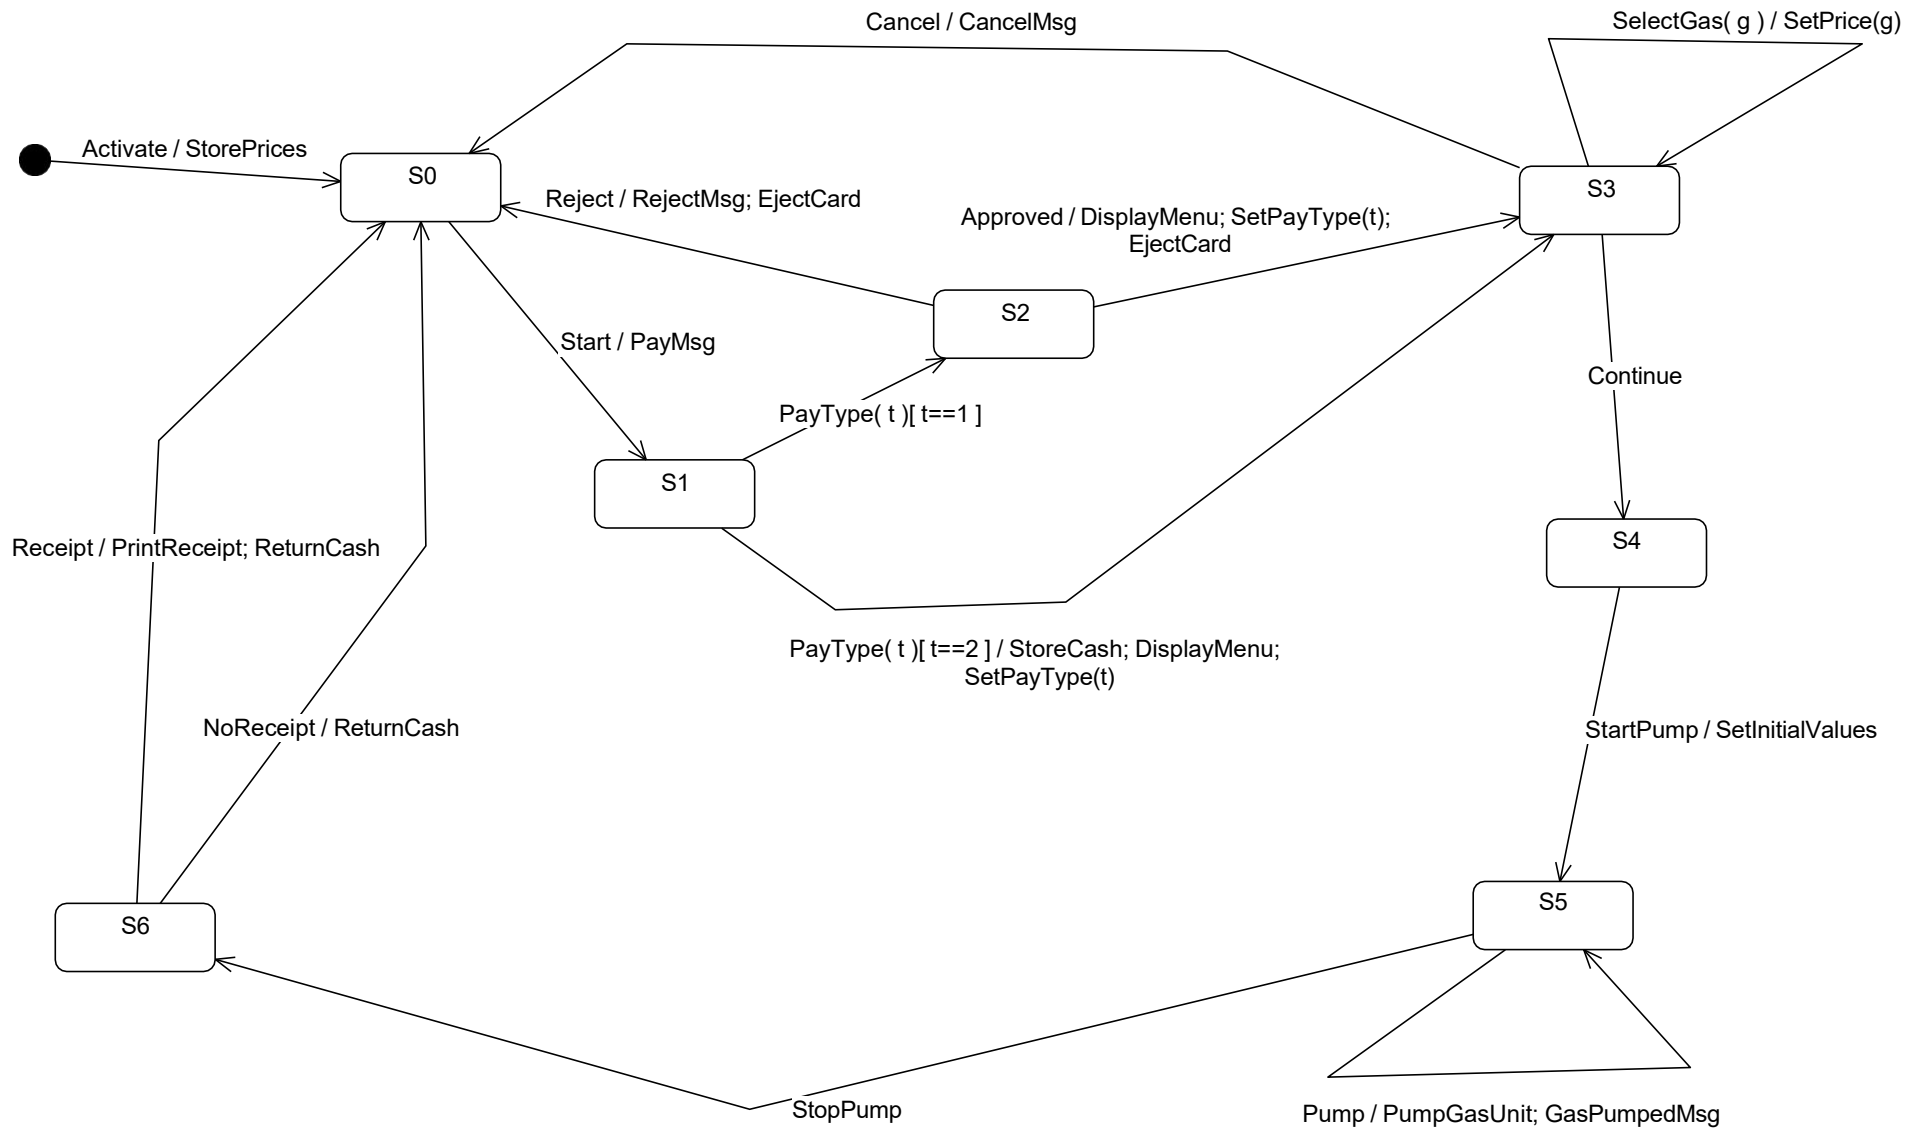 Cancel / CancelMsg
SelectGas( g ) / SetPrice(g)
Activate / StorePrices
S0
S3
Reject / RejectMsg; EjectCard
Approved / DisplayMenu; SetPayType(t);
EjectCard
S2
Start / PayMsg
Continue
PayType( t )[ t==1 ]
S1
S4
Receipt / PrintReceipt; ReturnCash
PayType( t )[ t==2 ] / StoreCash; DisplayMenu;
SetPayType(t)
NoReceipt / ReturnCash
StartPump / SetInitialValues
S5
S6
StopPump
Pump / PumpGasUnit; GasPumpedMsg